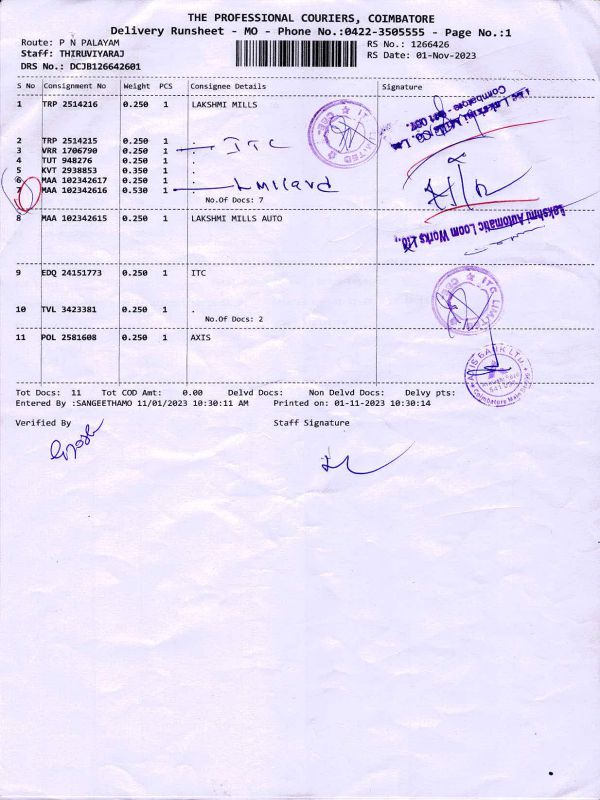 THE PROFESSIONAL COURIERS, COIMBATORE
Delivery Runsheet - MO - Phone No.:0422-3505555 - Page No.:1
Route: P N PALAYAM
Staff: THIRUVIYARAJ
DRS No.: DCJB126642601
RS No.: 1266426
RS Date: 01-Nov-2023
S No Consignment No Weight PCS Consignee Details Signature
1 TRP 2514216 0.250 1 LAKSHMI MILLS
2 TRP 2514215 0.250 1 .
3 VRR 1706790 0.250 1 . ITC
4 TUT 948276 0.250 1 .
5 KVT 2938853 0.350 1 .
6 MAA 102342617 0.250 1 .
7 MAA 102342616 0.530 1 .
No.Of Docs: 7
8 MAA 102342615 0.250 1 LAKSHMI MILLS AUTO
Lakshmi Automatic Loom Works Ltd.,
9 EDQ 24151773 0.250 1 ITC
10 TVL 3423381 0.250 1 .
No.Of Docs: 2
ITC LIMITED
11 POL 2581608 0.250 1 AXIS
AXIS BANK LTD
Tot Docs: 11 Tot COD Amt: 0.00 Delvd Docs: Non Delvd Docs: Delvy pts:
Entered By :SANGEETHAMO 11/01/2023 10:30:11 AM Printed on: 01-11-2023 10:30:14
Verified By Staff Signature